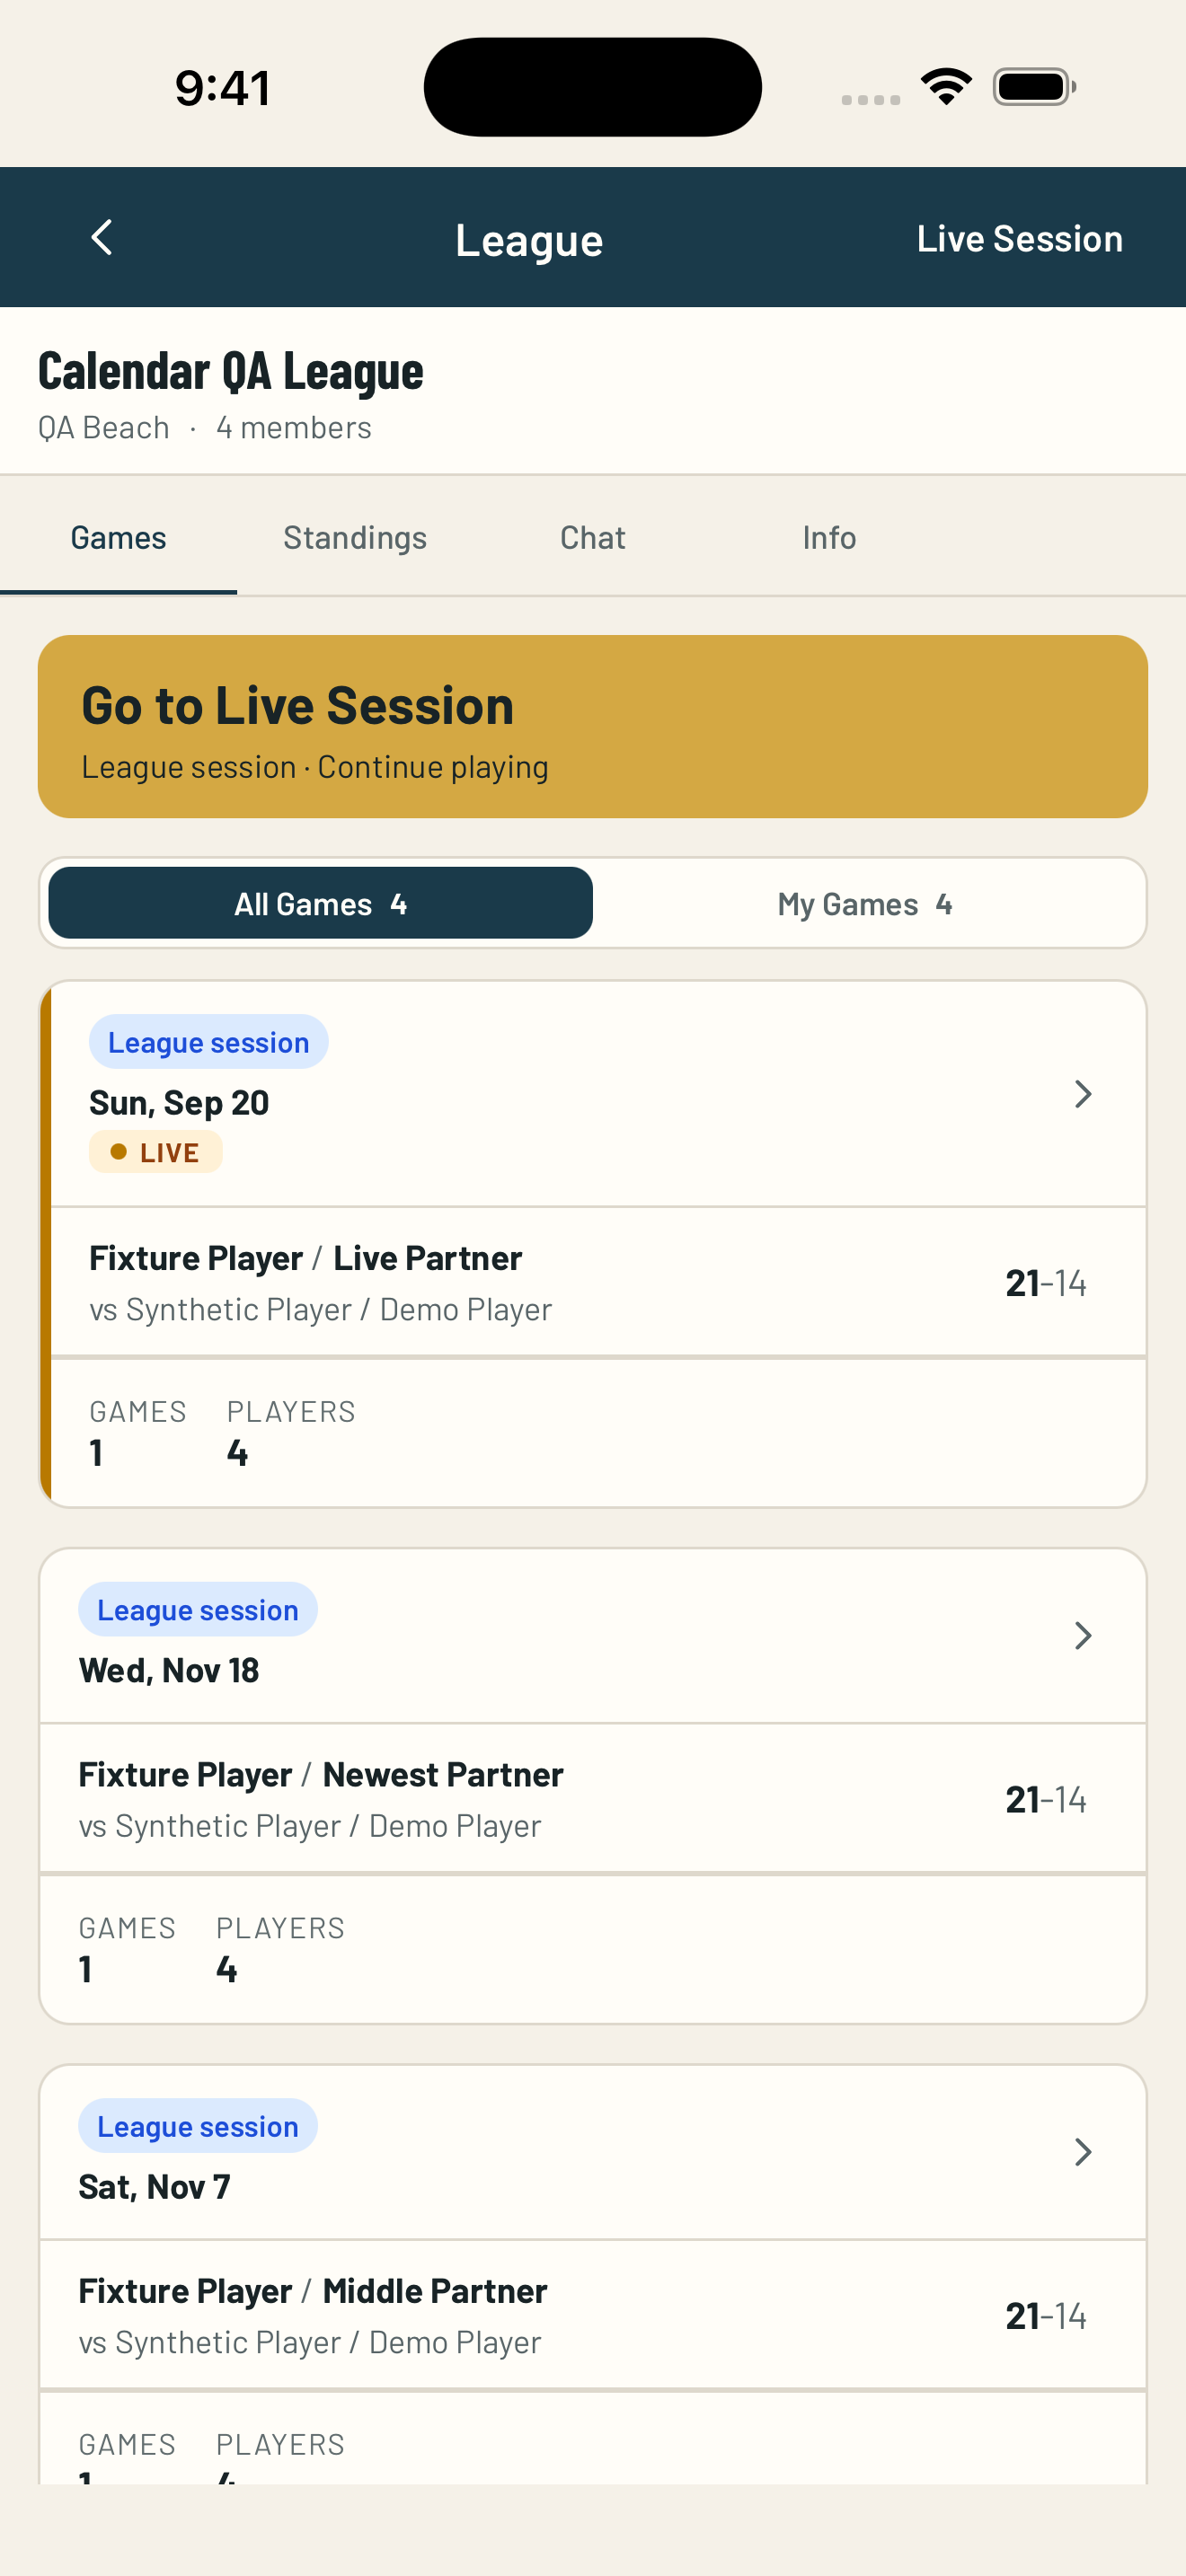 9:41
League
Live Session
Calendar QA League
QA Beach · 4 members
Games Standings Chat Info
Go to Live Session
League session · Continue playing
All Games 4 My Games 4
League session
Sun, Sep 20
LIVE
Fixture Player / Live Partner
vs Synthetic Player / Demo Player
21–14
GAMES PLAYERS
1 4
League session
Wed, Nov 18
Fixture Player / Newest Partner
vs Synthetic Player / Demo Player
21–14
GAMES PLAYERS
1 4
League session
Sat, Nov 7
Fixture Player / Middle Partner
vs Synthetic Player / Demo Player
21–14
GAMES PLAYERS
1 4